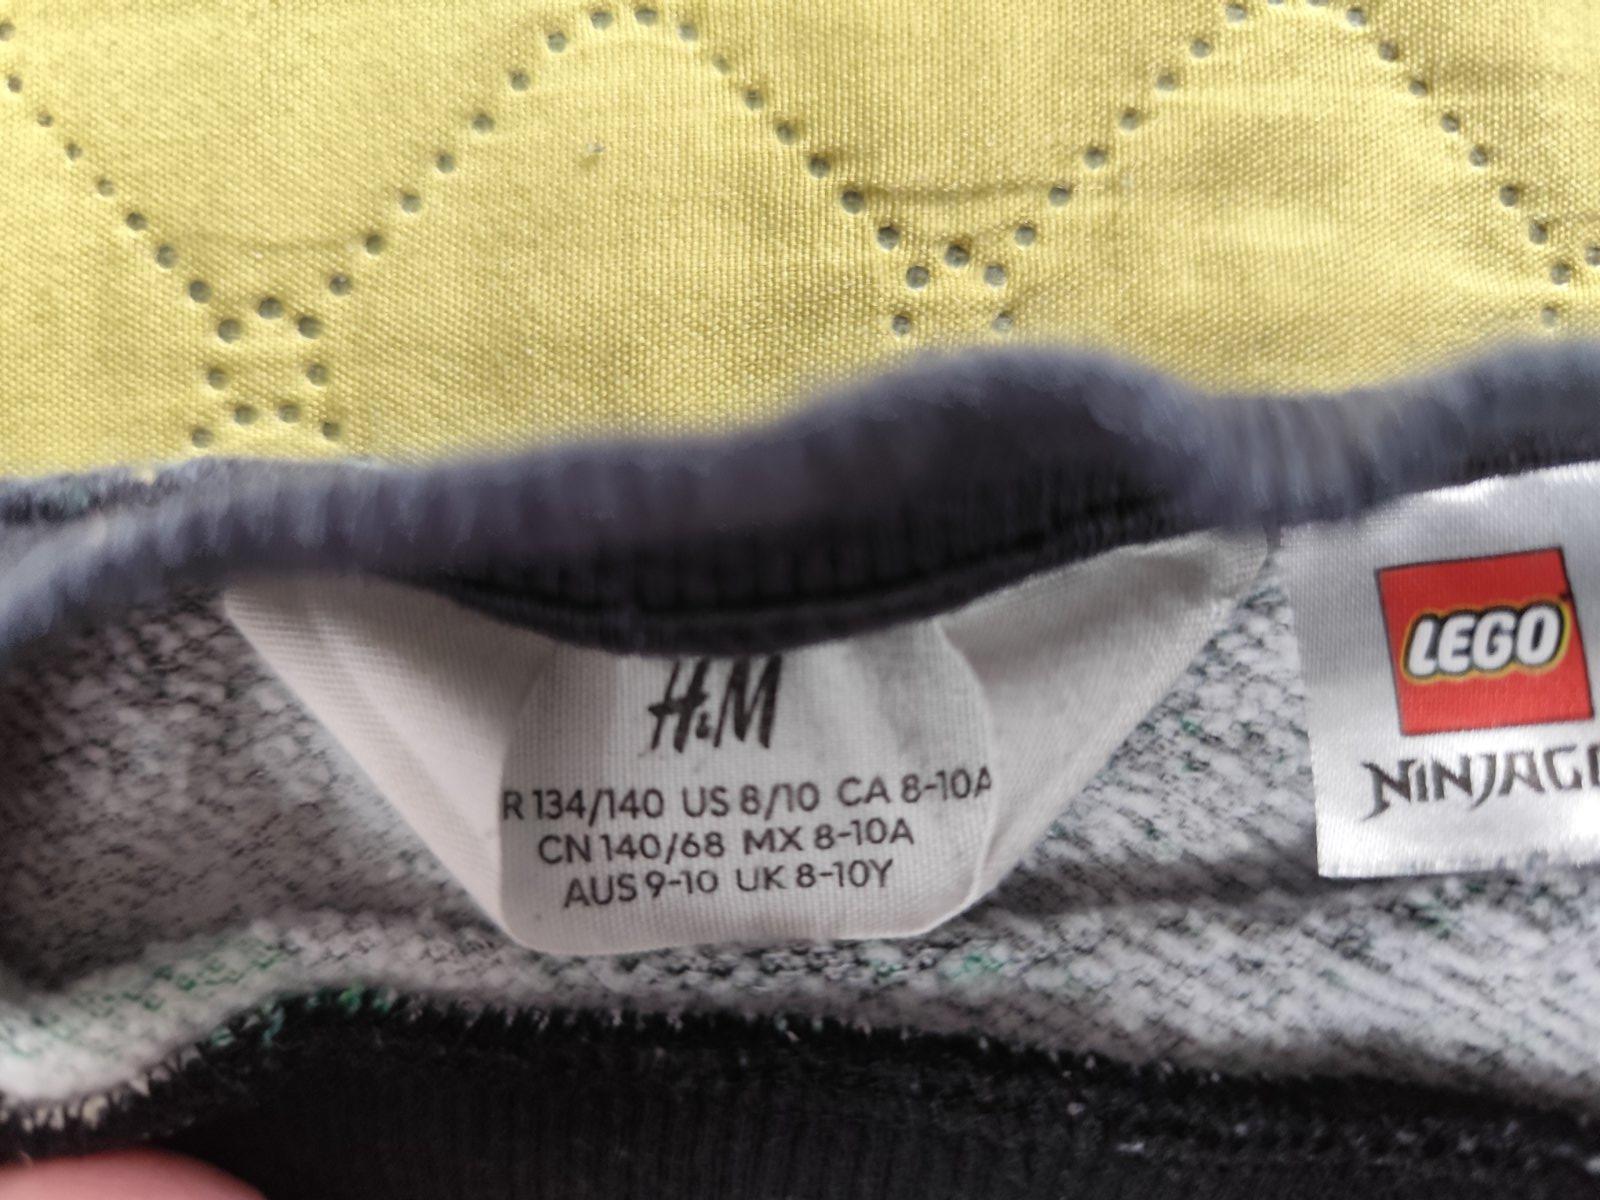 H&M
R 134/140 US 8/10 CA 8-10A
CN 140/68 MX 8-10A
AUS 9-10 UK 8-10Y
LEGO
NINJAGO